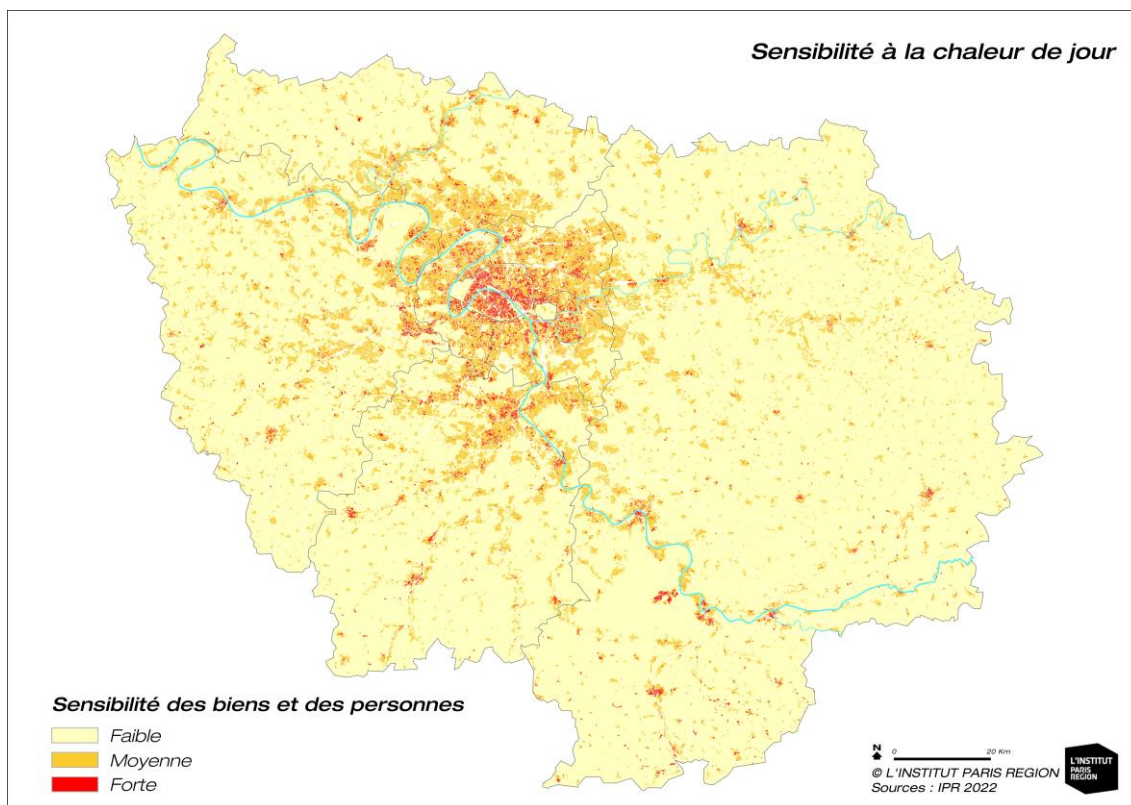 Sensibilité à la chaleur de jour
Sensibilité des biens et des personnes
Faible
Moyenne
Forte
N
0 20 Km
© L'INSTITUT PARIS REGION
Sources : IPR 2022
L'INSTITUT
PARIS
REGION